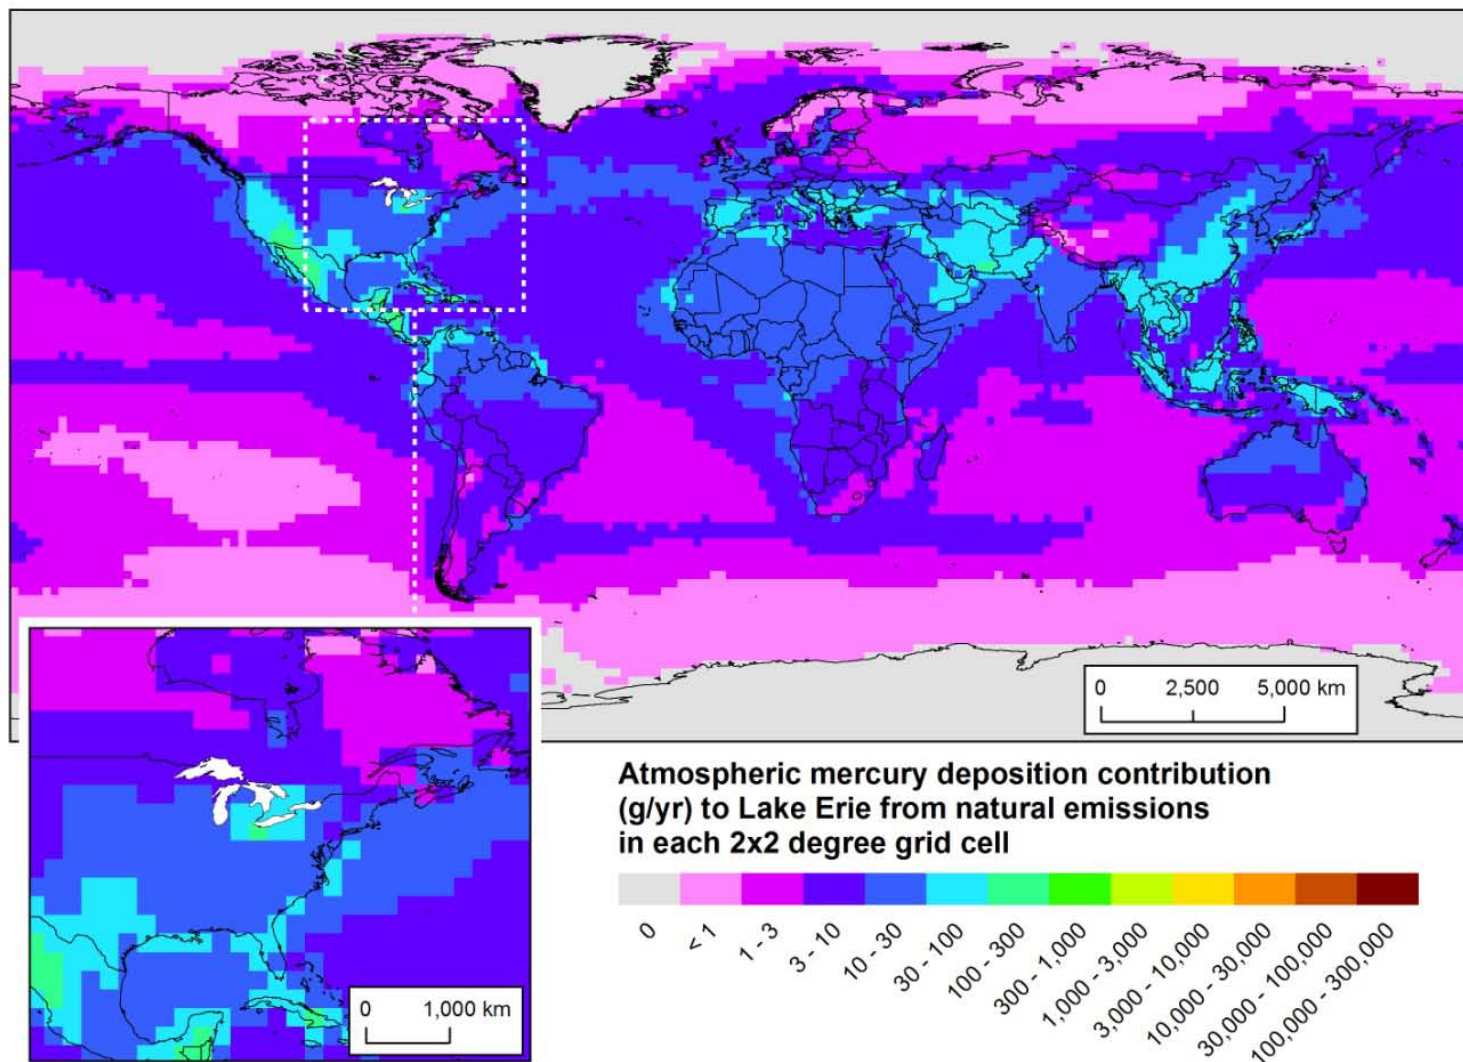 0 2,500 5,000 km
Atmospheric mercury deposition contribution
(g/yr) to Lake Erie from natural emissions
in each 2x2 degree grid cell
0
< 1
1 - 3
3 - 10
10 - 30
30 - 100
100 - 300
300 - 1,000
1,000 - 3,000
3,000 - 10,000
10,000 - 30,000
30,000 - 100,000
100,000 - 300,000
0 1,000 km